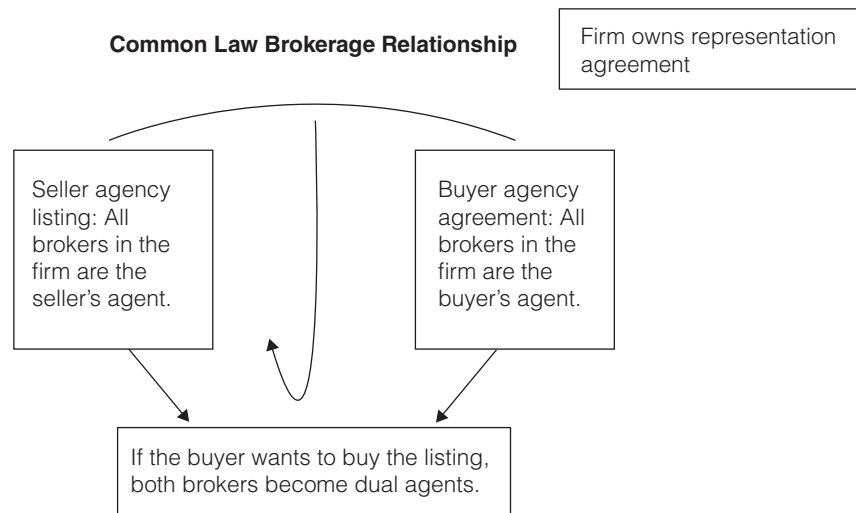 Common Law Brokerage Relationship
Firm owns representation
agreement
Seller agency
listing: All
brokers in the
firm are the
seller’s agent.
Buyer agency
agreement: All
brokers in the
firm are the
buyer’s agent.
If the buyer wants to buy the listing,
both brokers become dual agents.